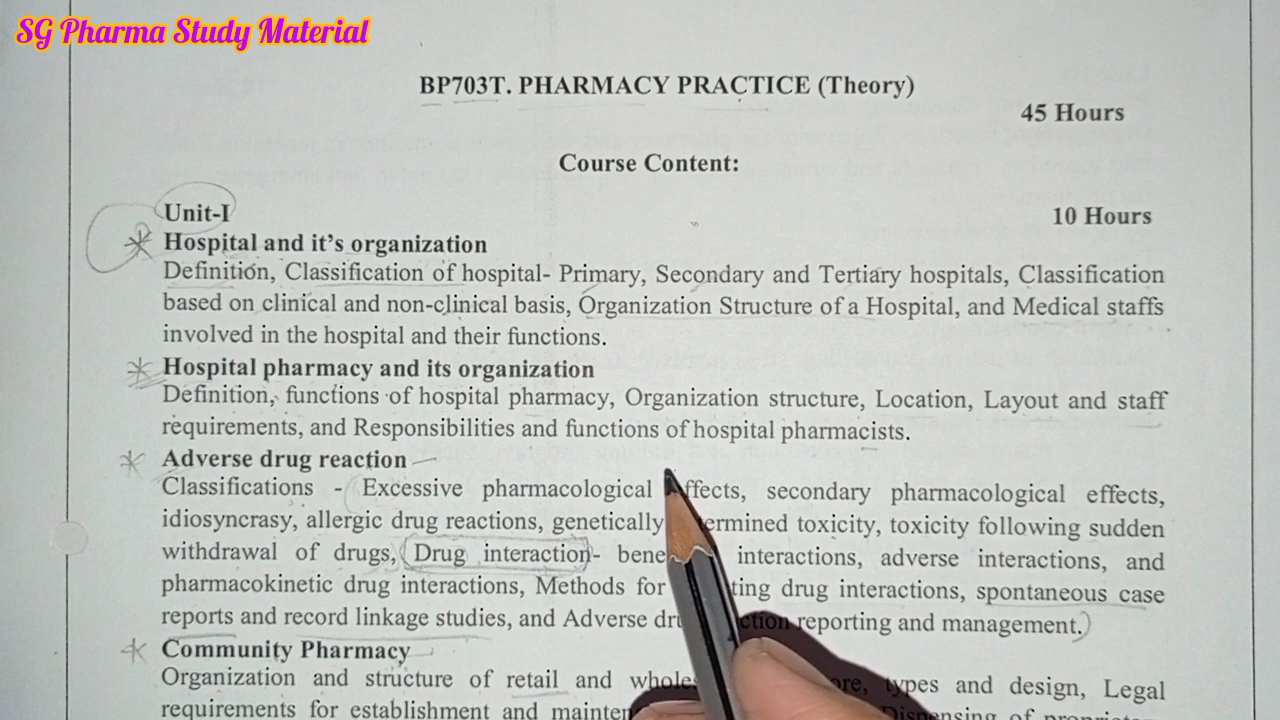 SG Pharma Study Material
BP703T. PHARMACY PRACTICE (Theory)
45 Hours
Course Content:
Unit-I 10 Hours
Hospital and it's organization
Definition, Classification of hospital- Primary, Secondary and Tertiary hospitals, Classification
based on clinical and non-clinical basis, Organization Structure of a Hospital, and Medical staffs
involved in the hospital and their functions.
Hospital pharmacy and its organization
Definition, functions of hospital pharmacy, Organization structure, Location, Layout and staff
requirements, and Responsibilities and functions of hospital pharmacists.
Adverse drug reaction
Classifications - Excessive pharmacological effects, secondary pharmacological effects,
idiosyncrasy, allergic drug reactions, genetically toxicity, toxicity following sudden
withdrawal of drugs, Drug interaction- interactions, adverse interactions, and
pharmacokinetic drug interactions, Methods for drug interactions, spontaneous case
reports and record linkage studies, and Adverse reporting and management.
Community Pharmacy
Organization and structure of retail and types and design, Legal
requirements for establishment and Dispensing of